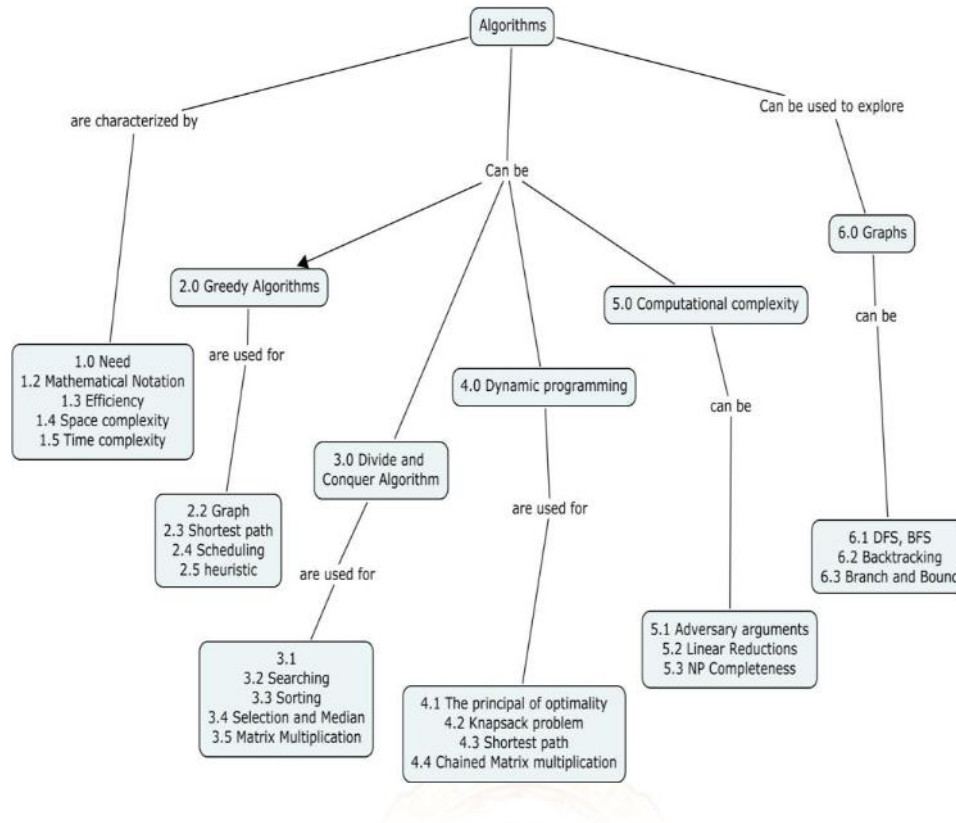 Algorithms
are characterized by
Can be used to explore
Can be
6.0 Graphs
2.0 Greedy Algorithms
5.0 Computational complexity
can be
are used for
1.0 Need
1.2 Mathematical Notation
1.3 Efficiency
1.4 Space complexity
1.5 Time complexity
4.0 Dynamic programming
can be
3.0 Divide and
Conquer Algorithm
2.2 Graph
2.3 Shortest path
2.4 Scheduling
2.5 heuristic
are used for
6.1 DFS, BFS
6.2 Backtracking
6.3 Branch and Bound
are used for
5.1 Adversary arguments
5.2 Linear Reductions
5.3 NP Completeness
3.1
3.2 Searching
3.3 Sorting
3.4 Selection and Median
3.5 Matrix Multiplication
4.1 The principal of optimality
4.2 Knapsack problem
4.3 Shortest path
4.4 Chained Matrix multiplication